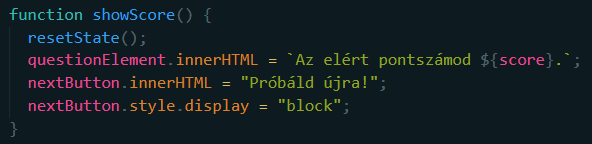 function showScore() {
resetState();
questionElement.innerHTML = `Az elért pontszámod ${score}.`;
nextButton.innerHTML = "Próbáld újra!";
nextButton.style.display = "block";
}